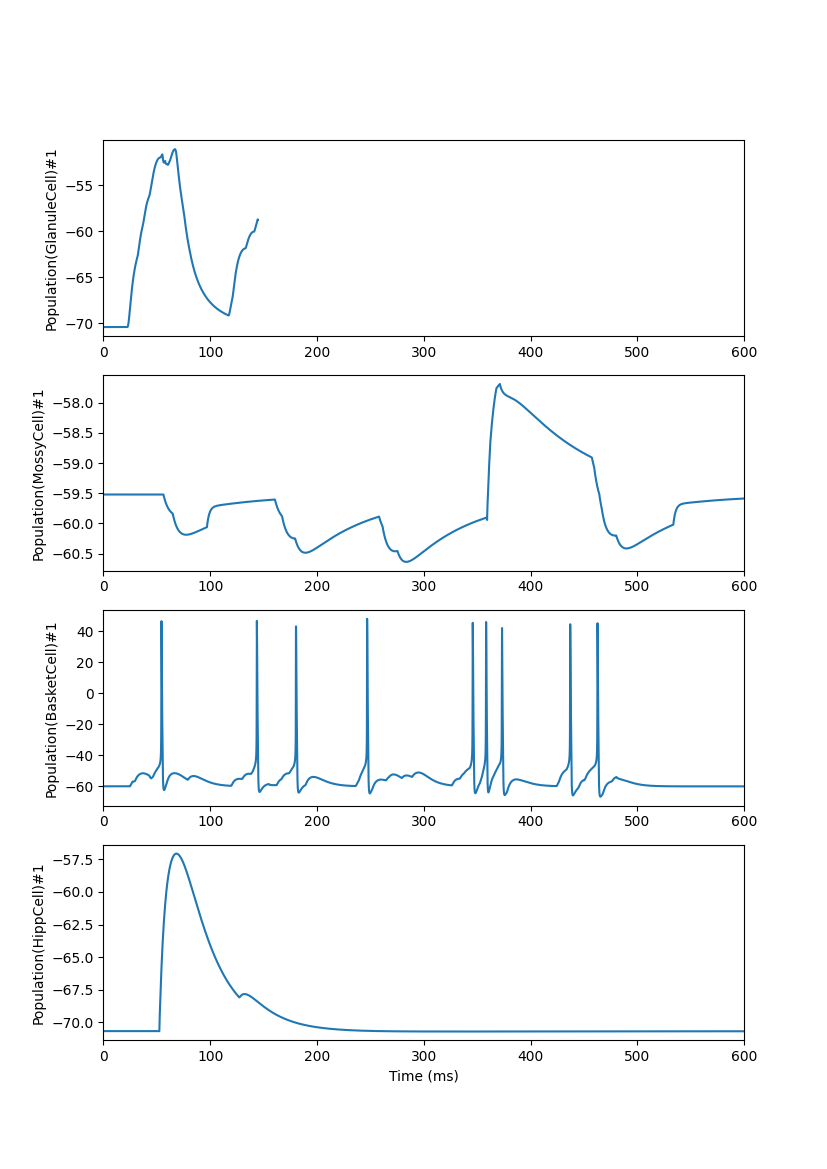 Population(GlanuleCell)#1
−55
−60
−65
−70
0 100 200 300 400 500 600
Population(MossyCell)#1
−58.0
−58.5
−59.0
−59.5
−60.0
−60.5
0 100 200 300 400 500 600
Population(BasketCell)#1
40
20
0
−20
−40
−60
0 100 200 300 400 500 600
Population(HippCell)#1
−57.5
−60.0
−62.5
−65.0
−67.5
−70.0
0 100 200 300 400 500 600
Time (ms)